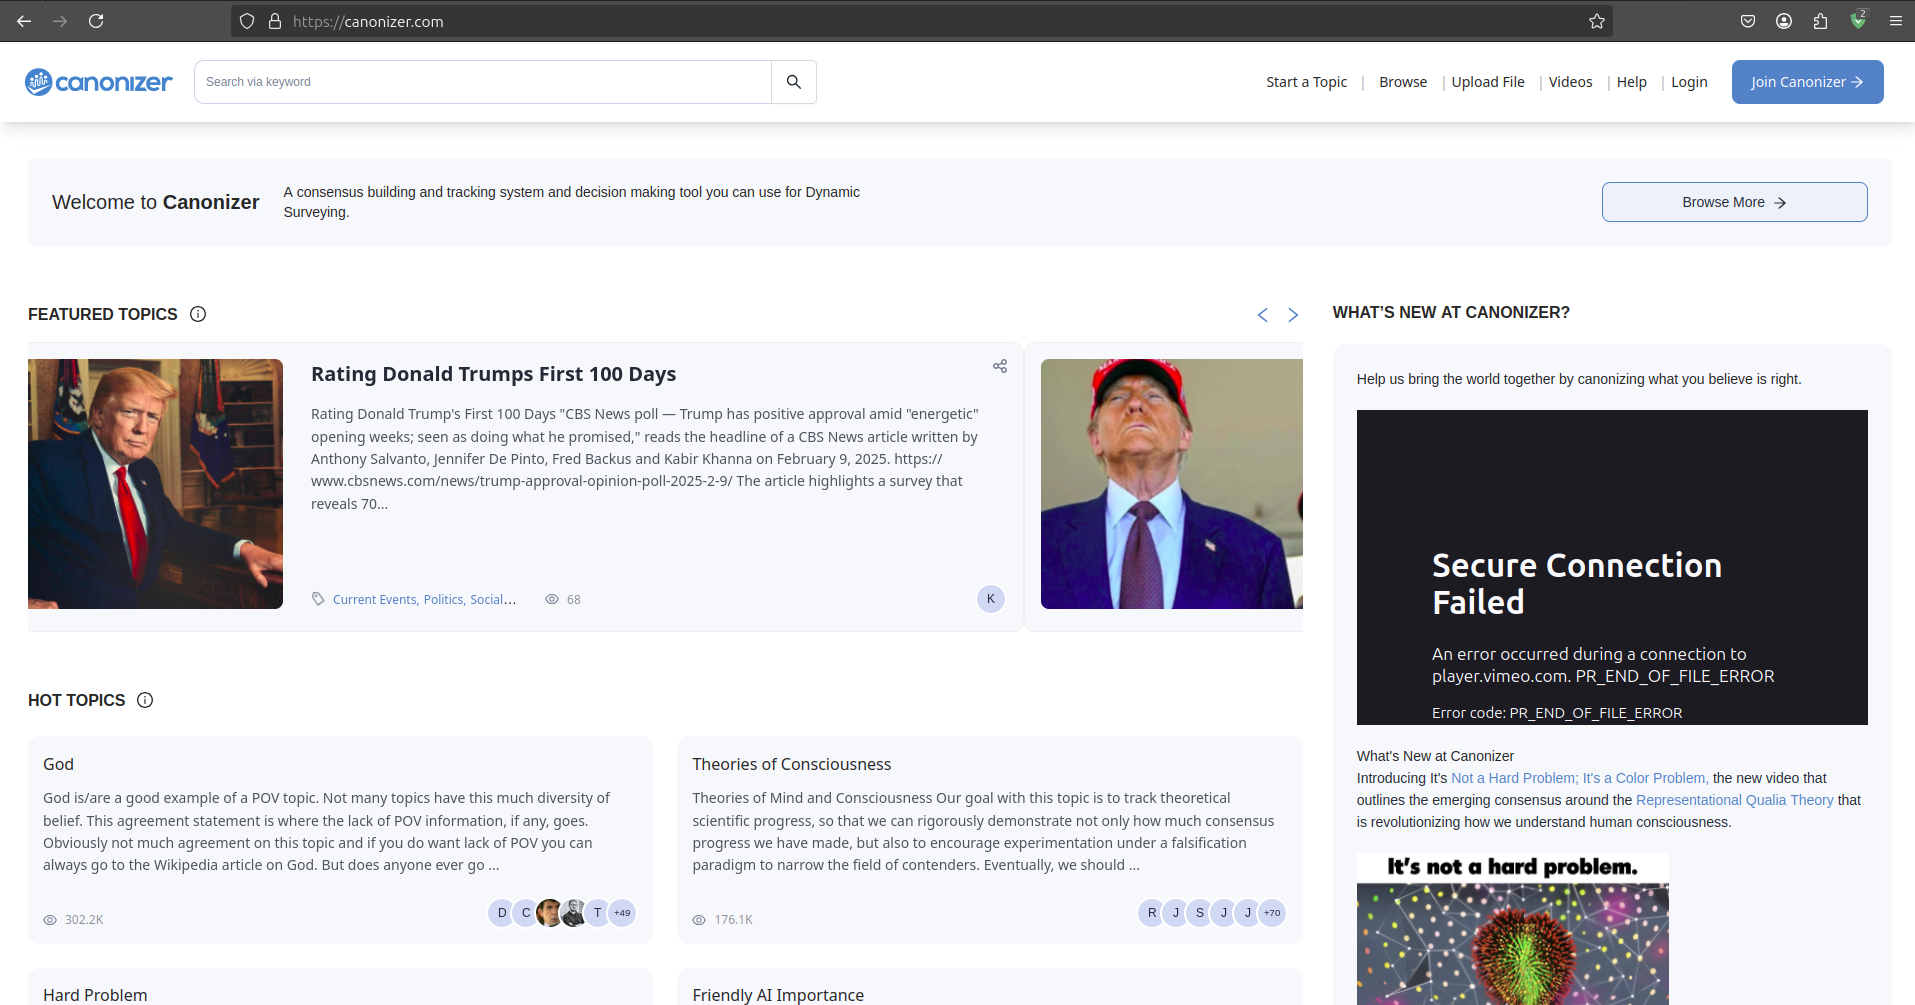 https://canonizer.com
2
canonizer
Search via keyword
Start a Topic | Browse | Upload File | Videos | Help | Login
Join Canonizer
Welcome to Canonizer
A consensus building and tracking system and decision making tool you can use for Dynamic
Surveying.
Browse More
FEATURED TOPICS
Rating Donald Trumps First 100 Days
Rating Donald Trump's First 100 Days "CBS News poll — Trump has positive approval amid "energetic"
opening weeks; seen as doing what he promised," reads the headline of a CBS News article written by
Anthony Salvanto, Jennifer De Pinto, Fred Backus and Kabir Khanna on February 9, 2025. https://
www.cbsnews.com/news/trump-approval-opinion-poll-2025-2-9/ The article highlights a survey that
reveals 70...
Current Events, Politics, Social...
68
K
HOT TOPICS
God
God is/are a good example of a POV topic. Not many topics have this much diversity of
belief. This agreement statement is where the lack of POV information, if any, goes.
Obviously not much agreement on this topic and if you do want lack of POV you can
always go to the Wikipedia article on God. But does anyone ever go ...
302.2K
D C T +49
Theories of Consciousness
Theories of Mind and Consciousness Our goal with this topic is to track theoretical
scientific progress, so that we can rigorously demonstrate not only how much consensus
progress we have made, but also to encourage experimentation under a falsification
paradigm to narrow the field of contenders. Eventually, we should ...
176.1K
R J S J J +70
Hard Problem
Friendly AI Importance
WHAT'S NEW AT CANONIZER?
Help us bring the world together by canonizing what you believe is right.
Secure Connection
Failed
An error occurred during a connection to
player.vimeo.com. PR_END_OF_FILE_ERROR
Error code: PR_END_OF_FILE_ERROR
What's New at Canonizer
Introducing It's Not a Hard Problem; It's a Color Problem, the new video that
outlines the emerging consensus around the Representational Qualia Theory that
is revolutionizing how we understand human consciousness.
It's not a hard problem.